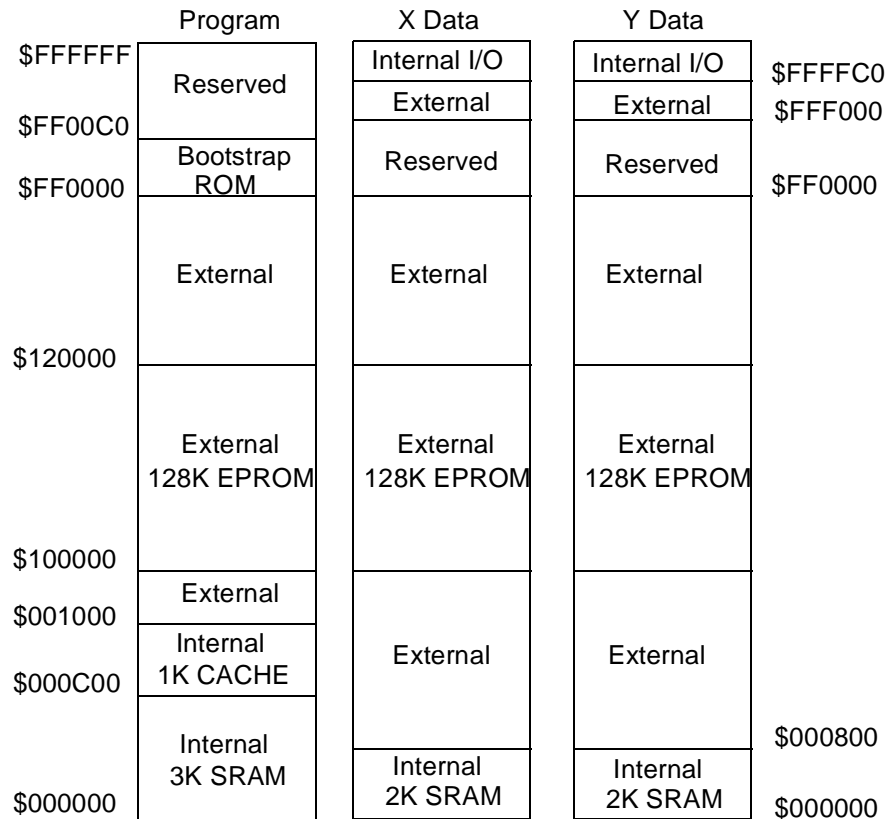 Program X Data Y Data
$FFFFFF
Internal I/O
Internal I/O
$FFFFC0
Reserved
External
External
$FFF000
$FF00C0
Bootstrap
ROM
Reserved
Reserved
$FF0000
$FF0000
External
External
External
$120000
External
128K EPROM
External
128K EPROM
External
128K EPROM
$100000
External
$001000
Internal
1K CACHE
External
External
$000C00
Internal
3K SRAM
$000800
Internal
2K SRAM
Internal
2K SRAM
$000000
$000000